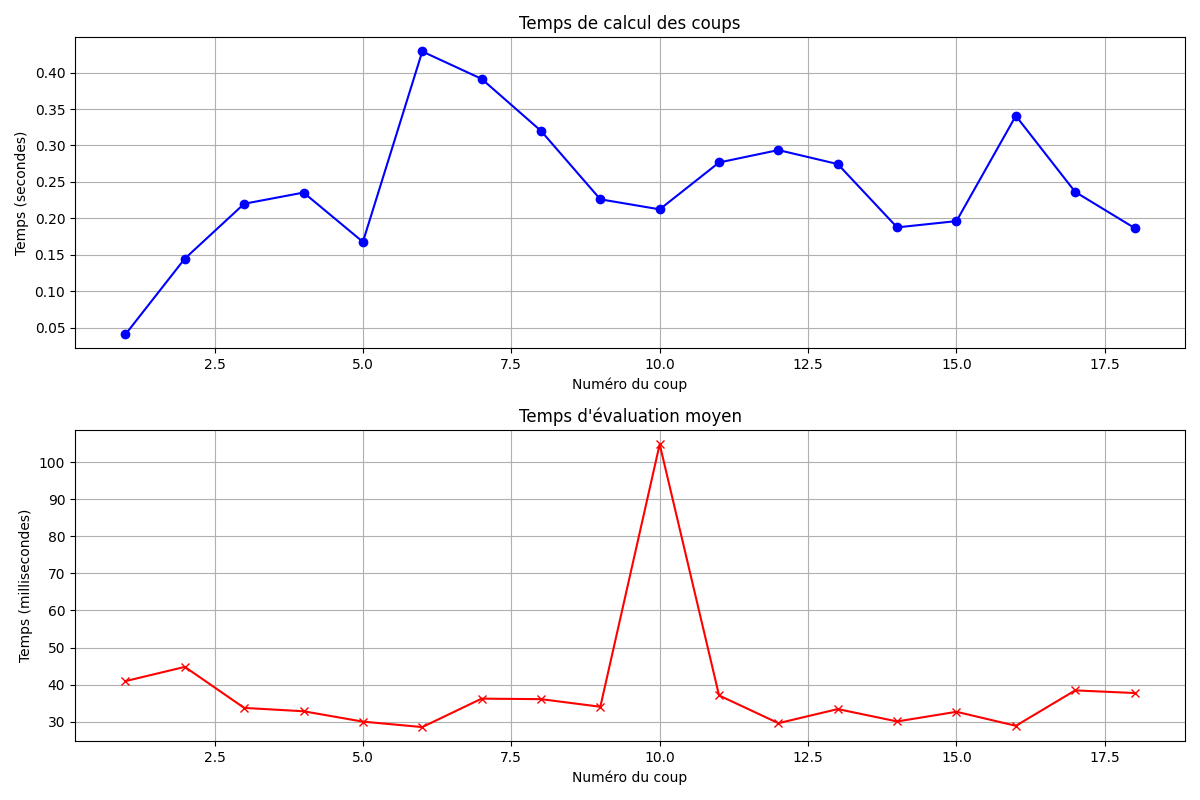 Temps de calcul des coups
Temps (secondes)
0.40
0.35
0.30
0.25
0.20
0.15
0.10
0.05
2.5 5.0 7.5 10.0 12.5 15.0 17.5
Numéro du coup
Temps d'évaluation moyen
Temps (millisecondes)
100
90
80
70
60
50
40
30
2.5 5.0 7.5 10.0 12.5 15.0 17.5
Numéro du coup